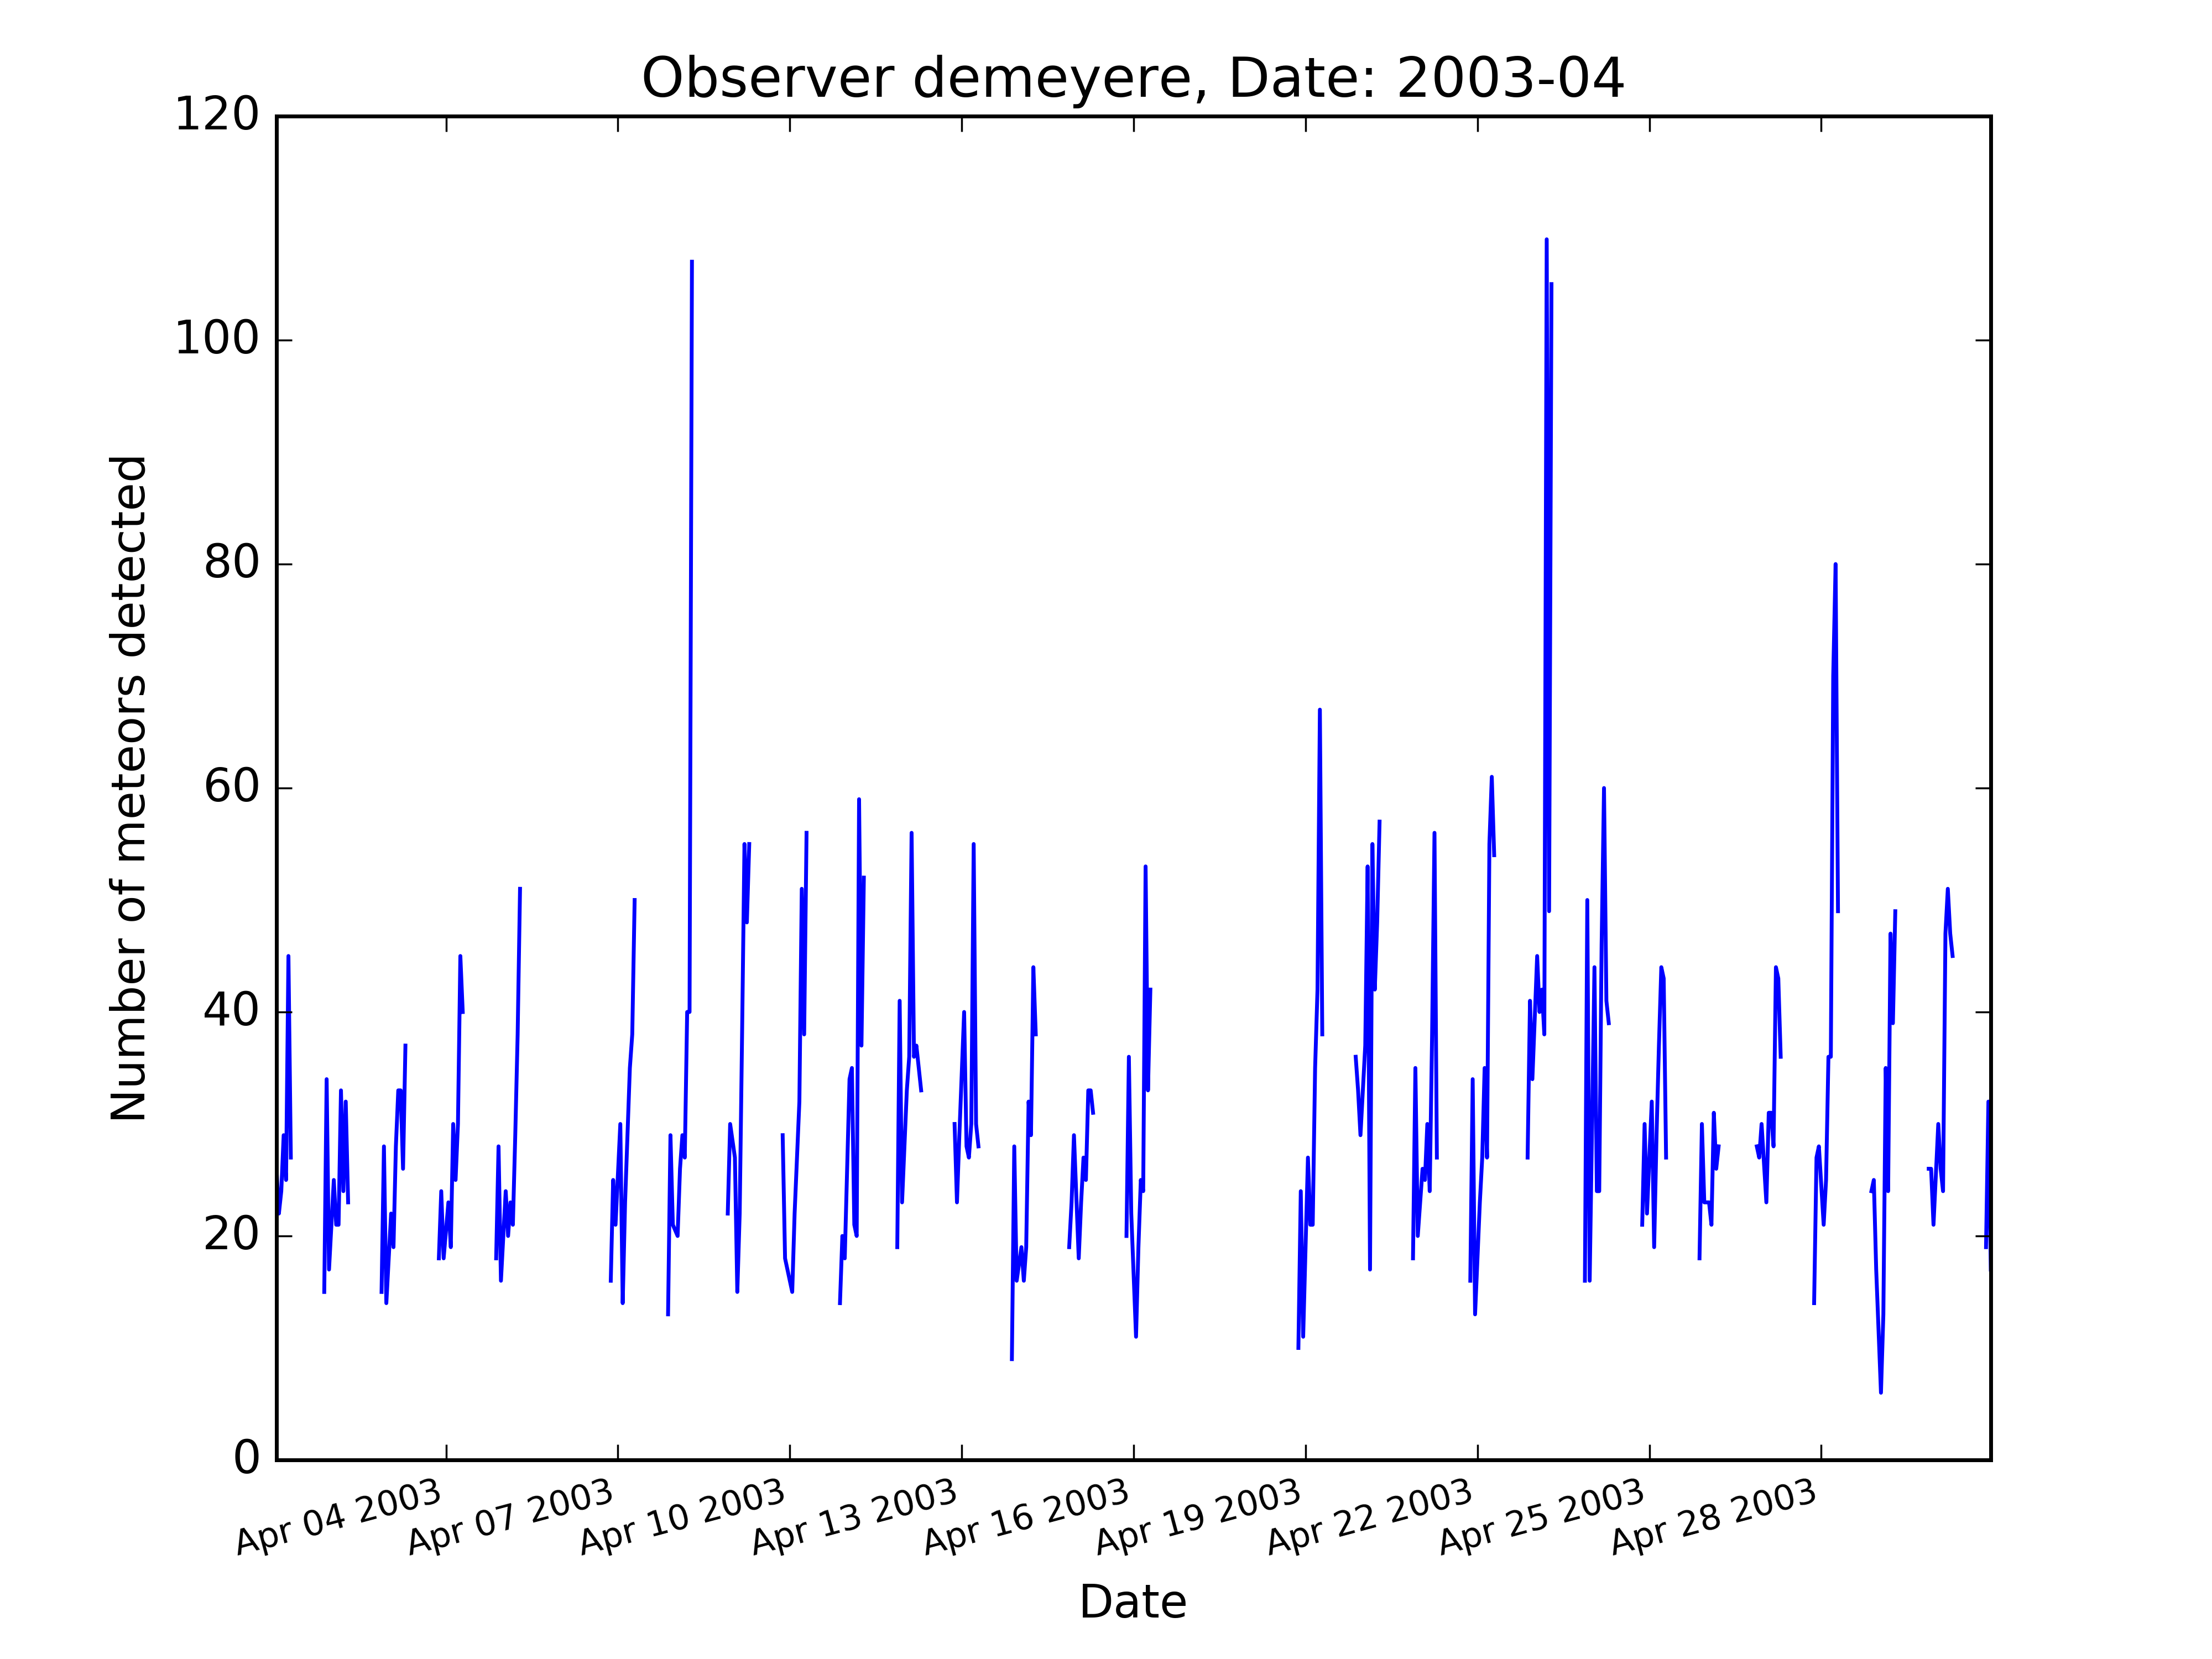 Observer demeyere, Date: 2003-04
120
100
80
60
40
20
0
Number of meteors detected
Apr 04 2003
Apr 07 2003
Apr 10 2003
Apr 13 2003
Apr 16 2003
Apr 19 2003
Apr 22 2003
Apr 25 2003
Apr 28 2003
Date